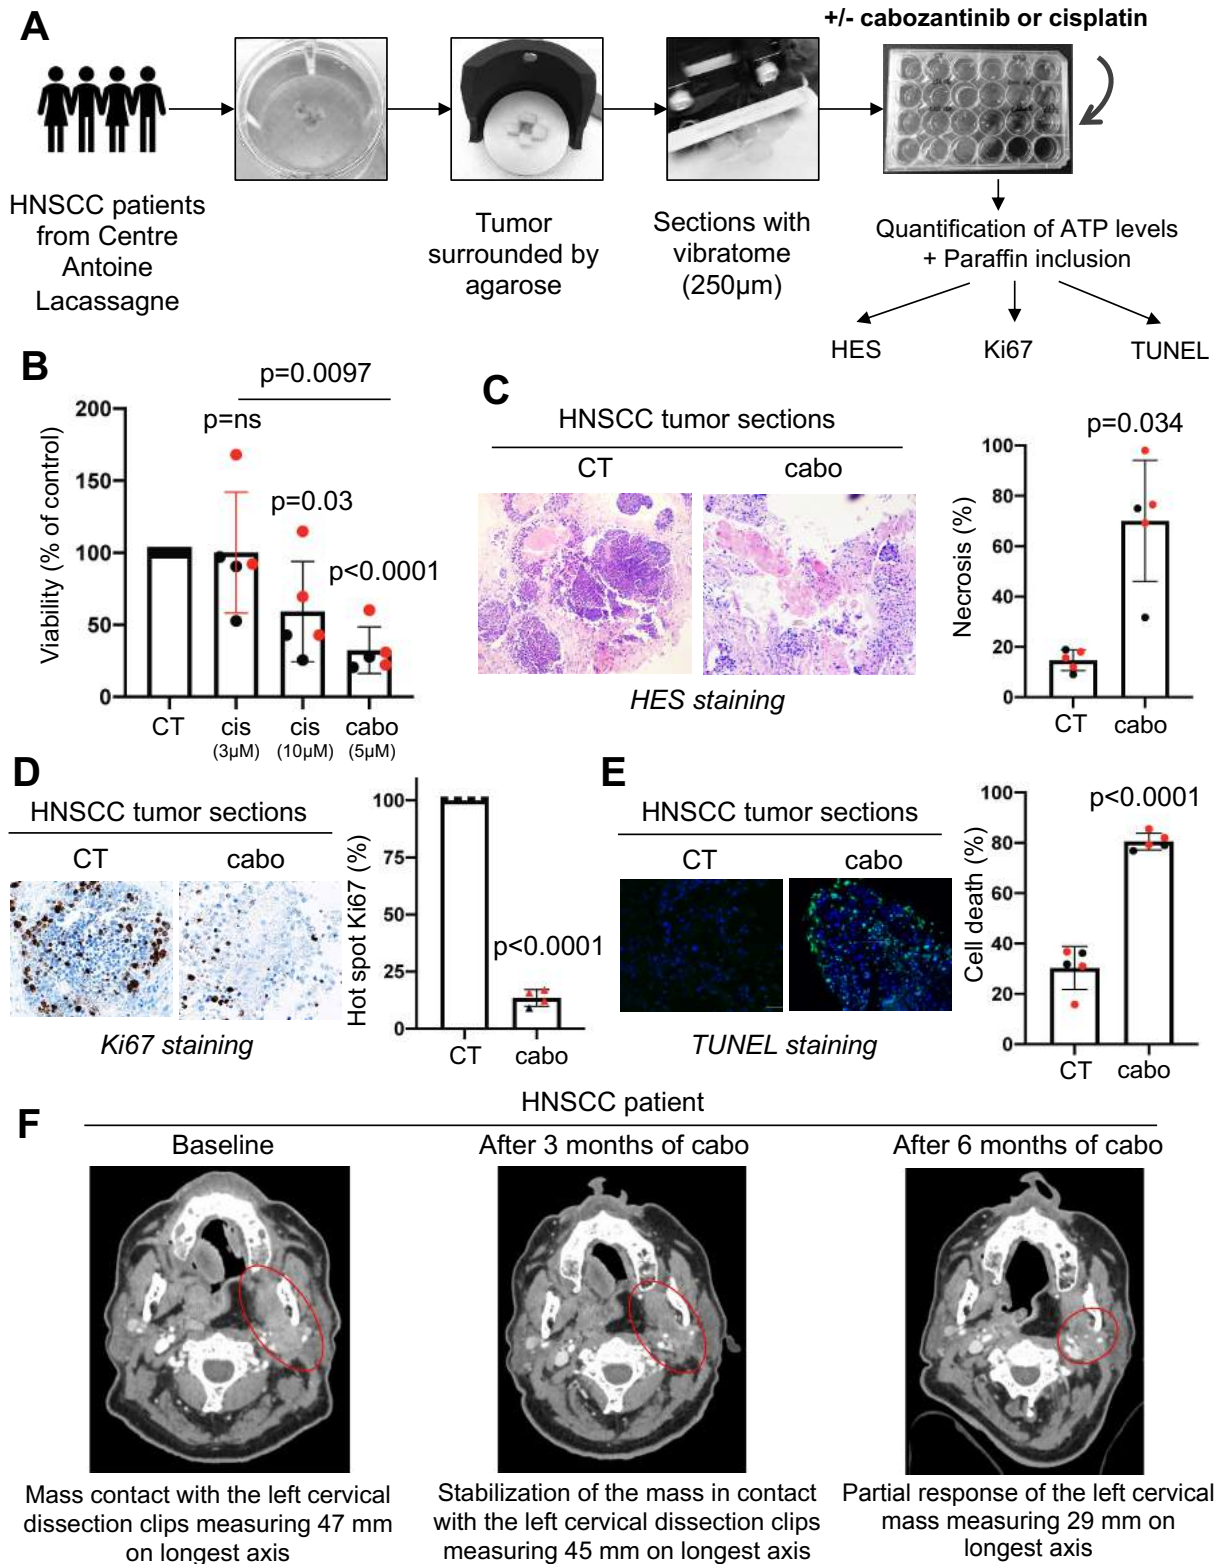 A
+/- cabozantinib or cisplatin
HNSCC patients
from Centre
Antoine
Lacassagne
Tumor
surrounded by
agarose
Sections with
vibratome
(250µm)
Quantification of ATP levels
+ Paraffin inclusion
HES
Ki67
TUNEL
B
p=0.0097
p=ns
p=0.03
p<0.0001
Viability (% of control)
200
150
100
50
0
CT
cis
(3µM)
cis
(10µM)
cabo
(5µM)
C
HNSCC tumor sections
CT
cabo
HES staining
p=0.034
Necrosis (%)
100
80
60
40
20
0
CT
cabo
D
HNSCC tumor sections
CT
cabo
Ki67 staining
Hot spot Ki67 (%)
100
75
50
25
0
p<0.0001
CT
cabo
E
HNSCC tumor sections
CT
cabo
TUNEL staining
Cell death (%)
100
80
60
40
20
0
p<0.0001
CT
cabo
F
HNSCC patient
Baseline
After 3 months of cabo
After 6 months of cabo
Mass contact with the left cervical
dissection clips measuring 47 mm
on longest axis
Stabilization of the mass in contact
with the left cervical dissection clips
measuring 45 mm on longest axis
Partial response of the left cervical
mass measuring 29 mm on
longest axis